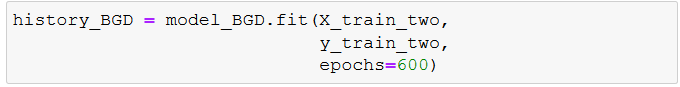 history_BGD = model_BGD.fit(X_train_two,
                            y_train_two,
                            epochs=600)